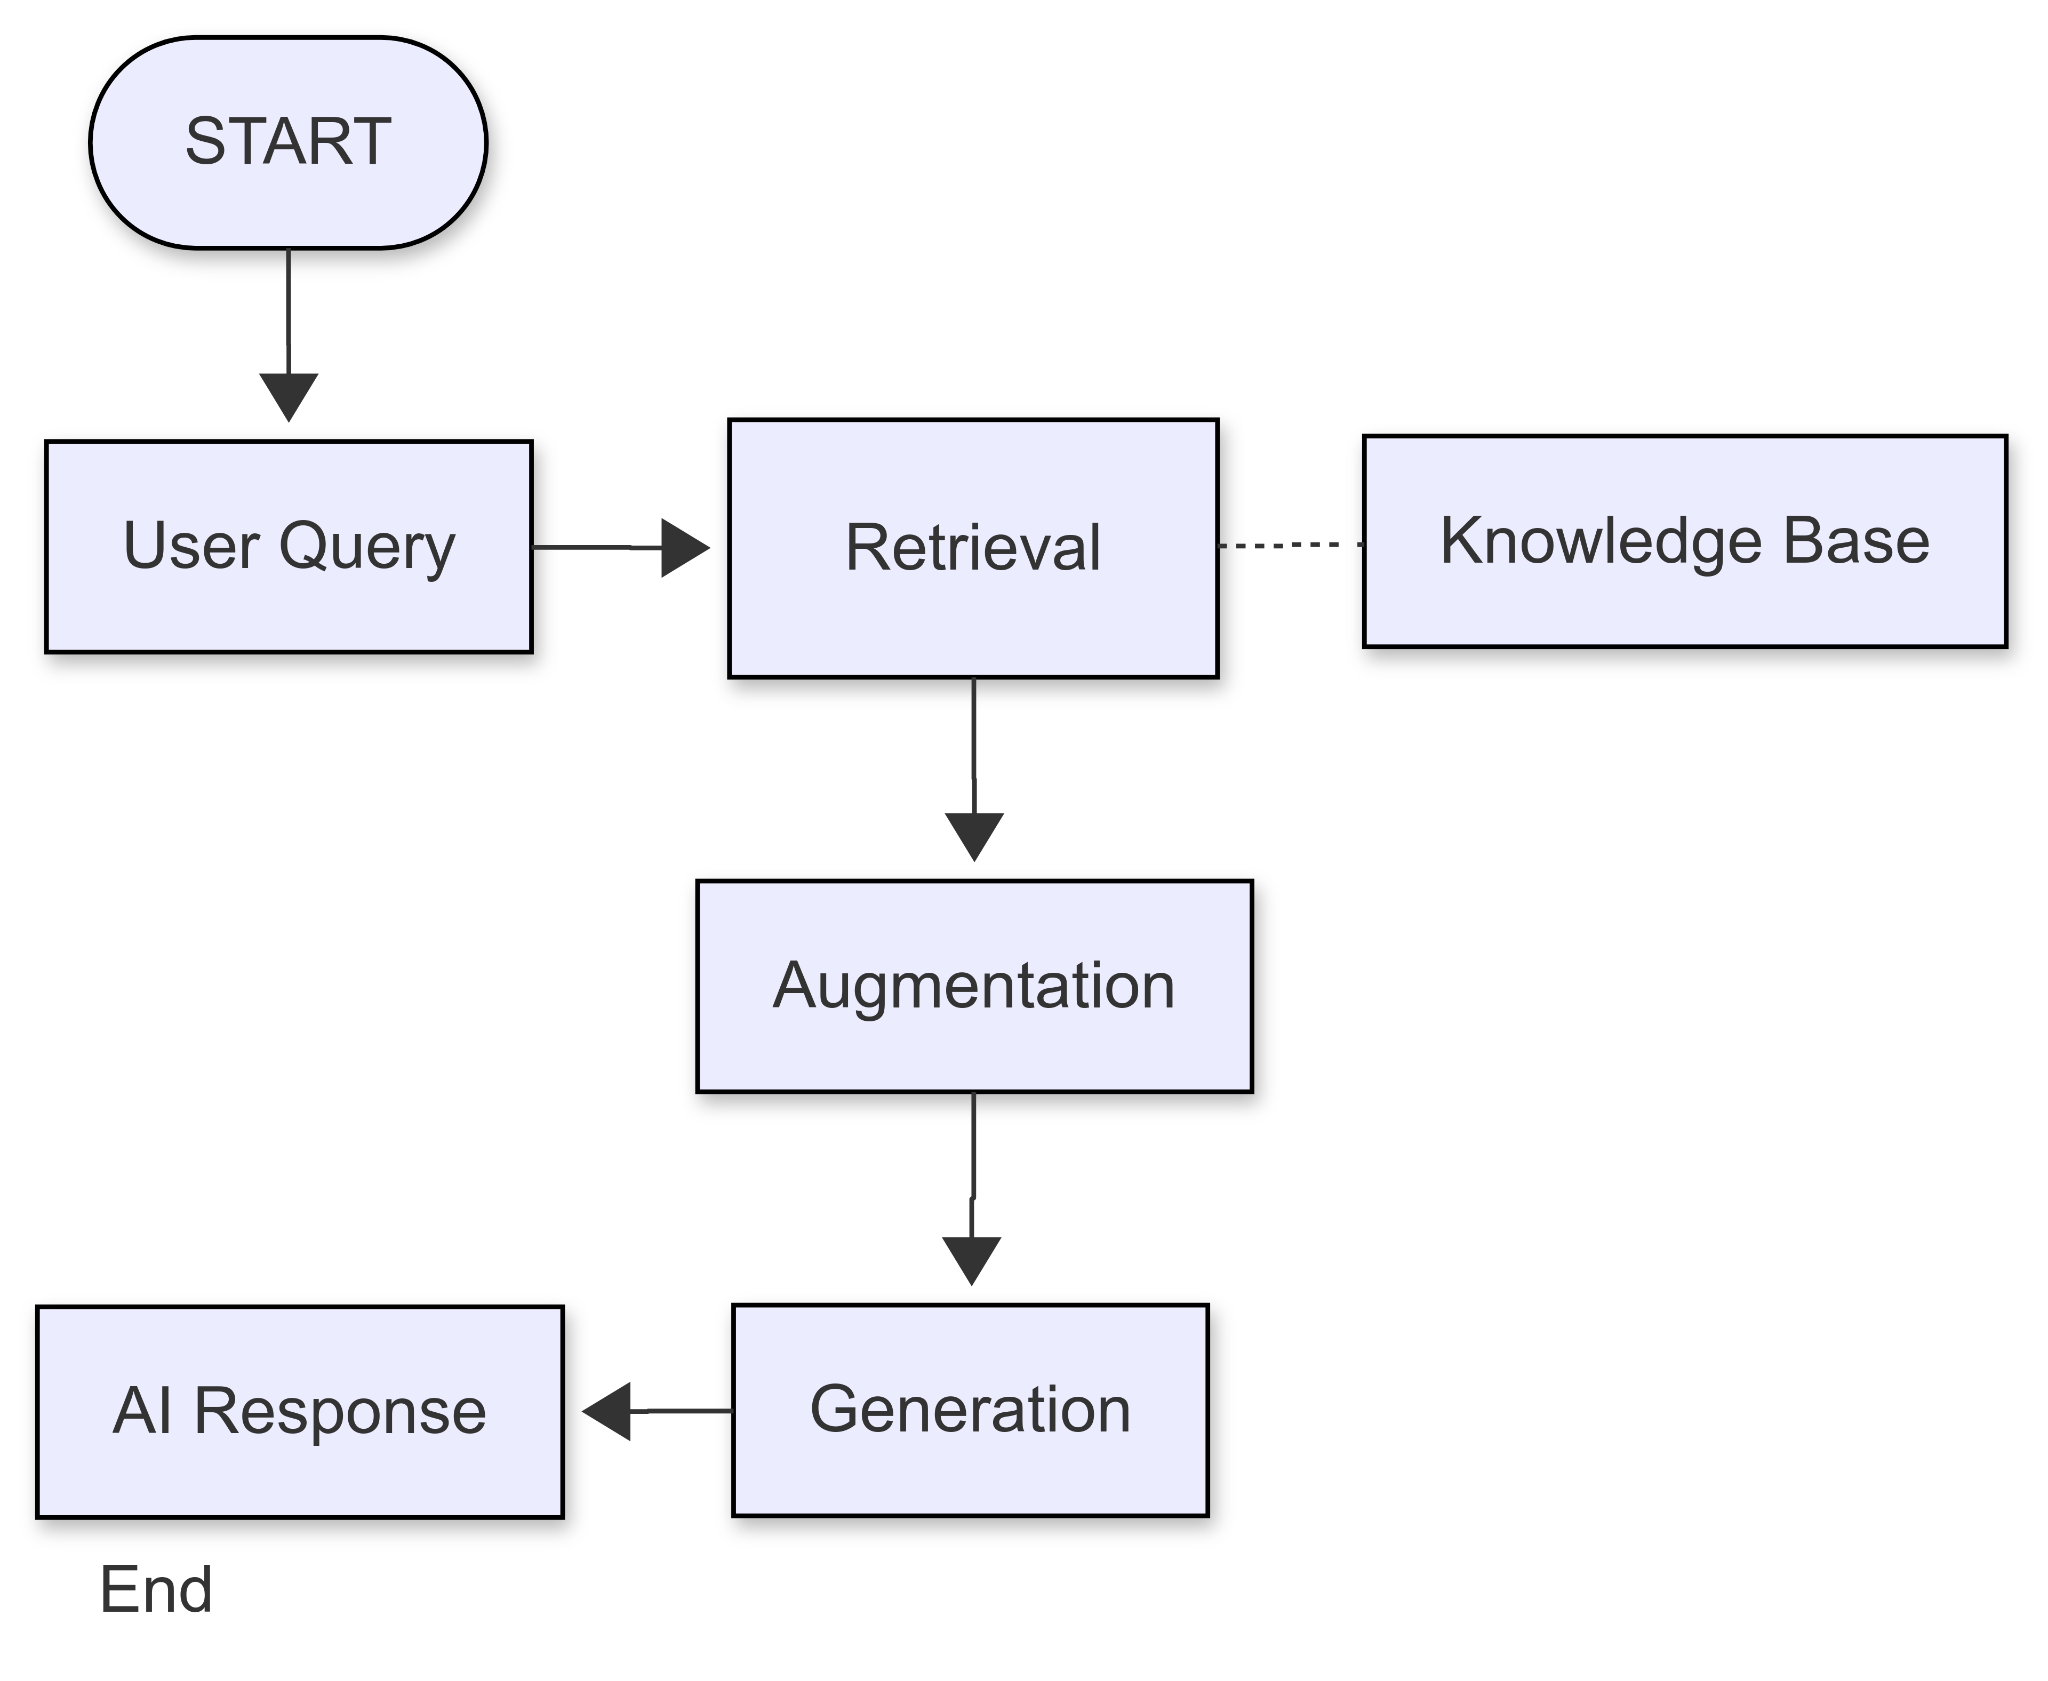 START
User Query
Retrieval
Knowledge Base
Augmentation
Generation
AI Response
End